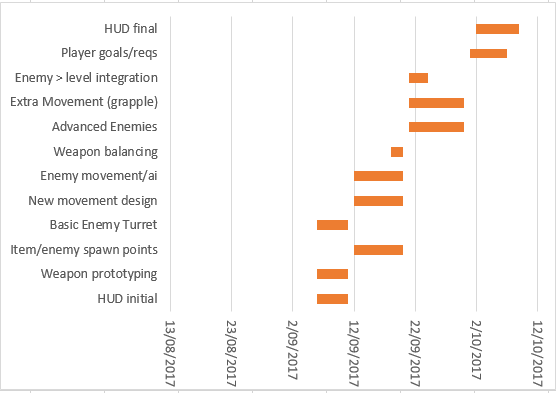 HUD final
Player goals/reqs
Enemy > level integration
Extra Movement (grapple)
Advanced Enemies
Weapon balancing
Enemy movement/ai
New movement design
Basic Enemy Turret
Item/enemy spawn points
Weapon prototyping
HUD initial
13/08/2017
23/08/2017
2/09/2017
12/09/2017
22/09/2017
2/10/2017
12/10/2017